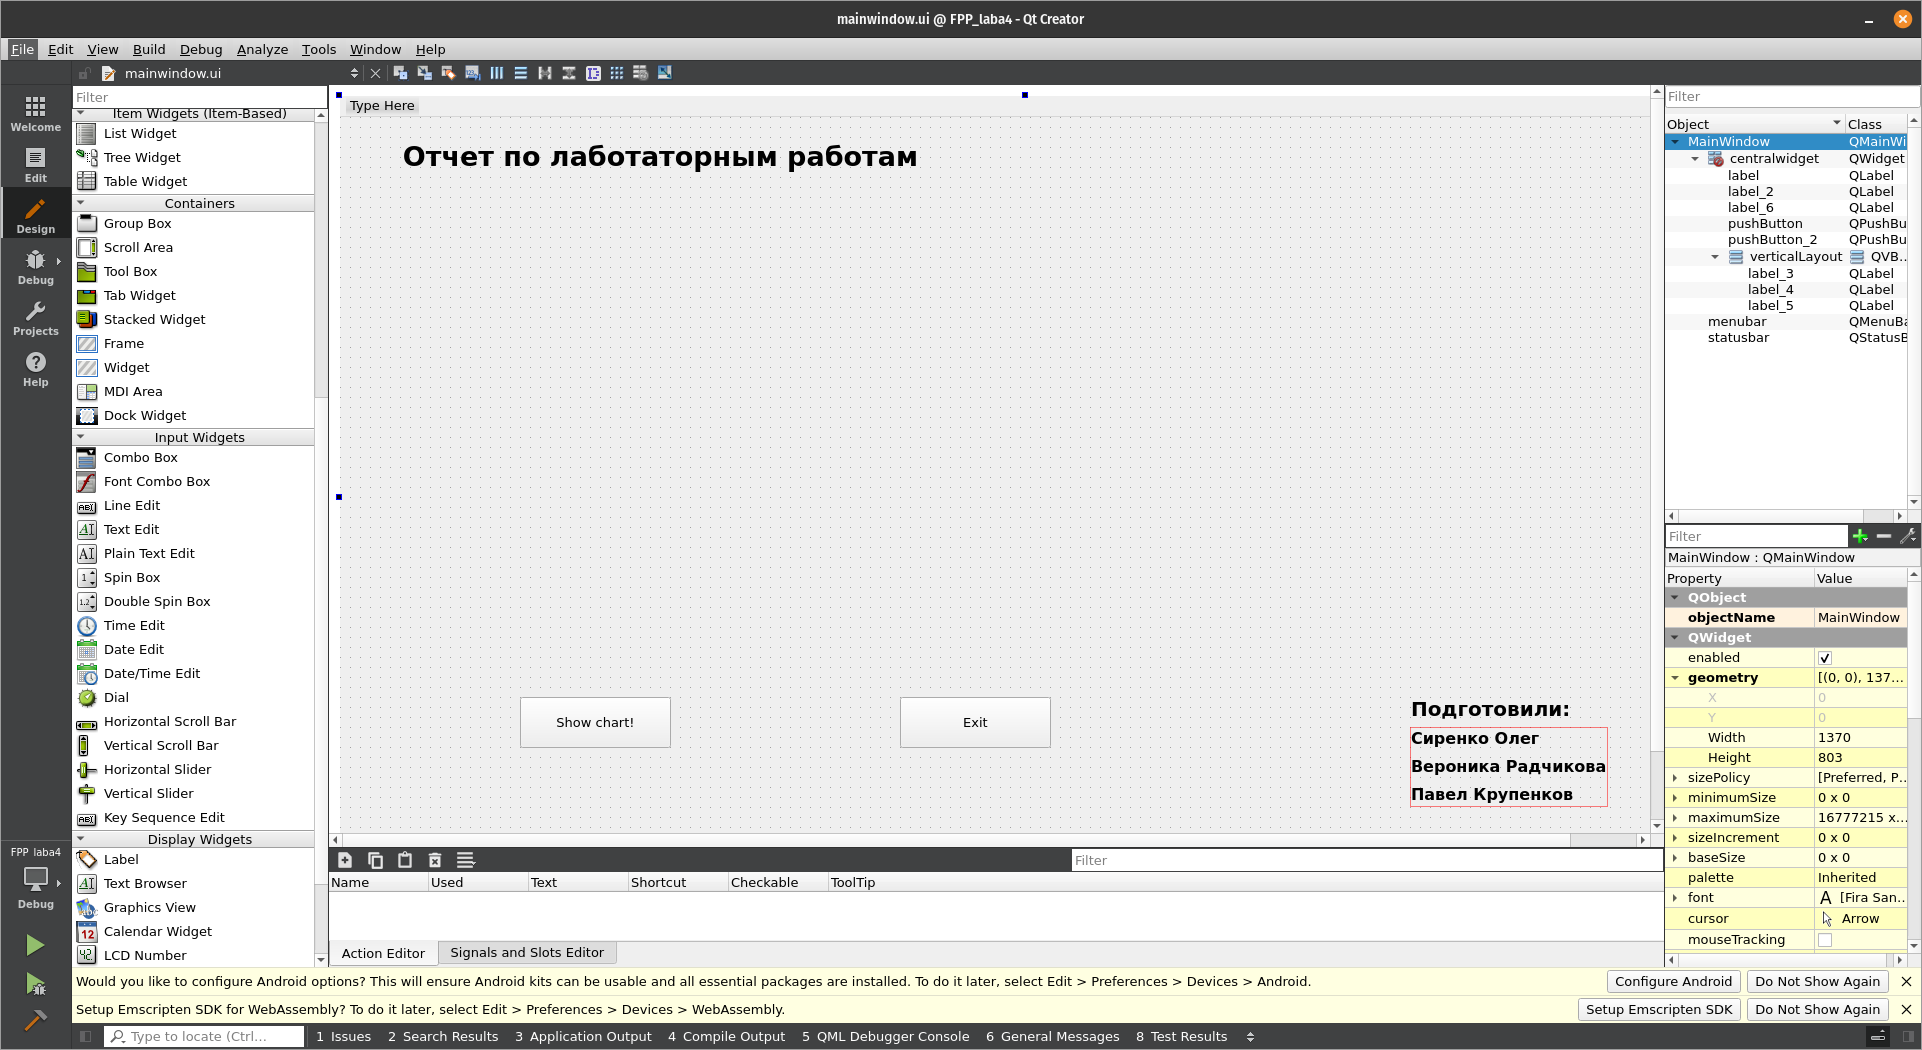 mainwindow.ui @ FPP_laba4 - Qt Creator
File Edit View Build Debug Analyze Tools Window Help
mainwindow.ui
Welcome
Edit
Design
Debug
Projects
Help
FPP_laba4
Debug
Filter
Item Widgets (Item-Based)
List Widget
Tree Widget
Table Widget
Containers
Group Box
Scroll Area
Tool Box
Tab Widget
Stacked Widget
Frame
Widget
MDI Area
Dock Widget
Input Widgets
Combo Box
Font Combo Box
Line Edit
Text Edit
Plain Text Edit
Spin Box
Double Spin Box
Time Edit
Date Edit
Date/Time Edit
Dial
Horizontal Scroll Bar
Vertical Scroll Bar
Horizontal Slider
Vertical Slider
Key Sequence Edit
Display Widgets
Label
Text Browser
Graphics View
Calendar Widget
LCD Number
Type Here
Отчет по лаботаторным работам
Show chart!
Exit
Подготовили:
Сиренко Олег
Вероника Радчикова
Павел Крупенков
Filter
Name Used Text Shortcut Checkable ToolTip
Action Editor Signals and Slots Editor
Filter
Object Class
MainWindow QMainWi
centralwidget QWidget
label QLabel
label_2 QLabel
label_6 QLabel
pushButton QPushBu
pushButton_2 QPushBu
verticalLayout QVB...
label_3 QLabel
label_4 QLabel
label_5 QLabel
menubar QMenuBa
statusbar QStatusB
Filter
MainWindow : QMainWindow
Property Value
QObject
objectName MainWindow
QWidget
enabled
geometry [(0, 0), 137...
X 0
Y 0
Width 1370
Height 803
sizePolicy [Preferred, P...
minimumSize 0 x 0
maximumSize 16777215 x...
sizeIncrement 0 x 0
baseSize 0 x 0
palette Inherited
font A [Fira San...
cursor Arrow
mouseTracking
Would you like to configure Android options? This will ensure Android kits can be usable and all essential packages are installed. To do it later, select Edit > Preferences > Devices > Android. Configure Android Do Not Show Again
Setup Emscripten SDK for WebAssembly? To do it later, select Edit > Preferences > Devices > WebAssembly. Setup Emscripten SDK Do Not Show Again
Type to locate (Ctrl... 1 Issues 2 Search Results 3 Application Output 4 Compile Output 5 QML Debugger Console 6 General Messages 8 Test Results